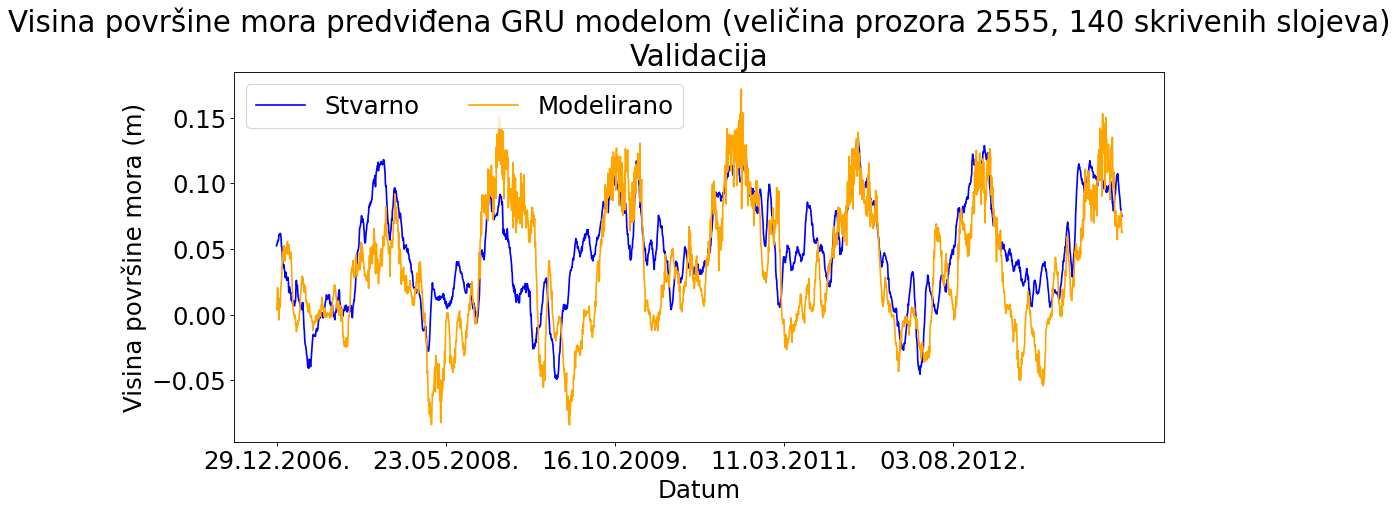 Visina površine mora predviđena GRU modelom (veličina prozora 2555, 140 skrivenih slojeva)
Validacija
Stvarno Modelirano
Visina površine mora (m)
0.15
0.10
0.05
0.00
−0.05
29.12.2006. 23.05.2008. 16.10.2009. 11.03.2011. 03.08.2012.
Datum